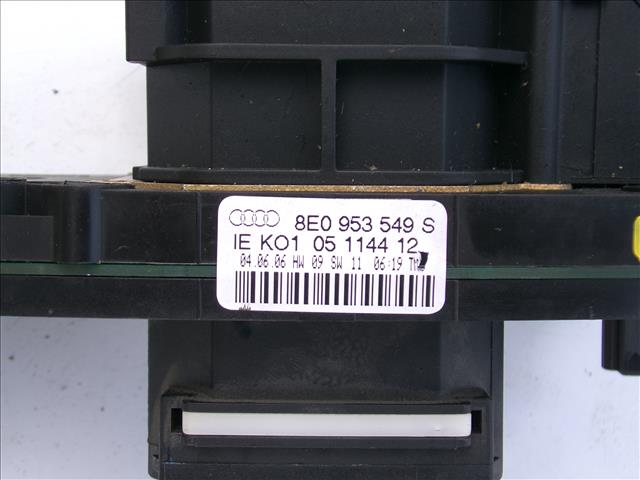 8E0 953 549 S
IE KO1 05 1144 12
04.06.06 HW 09 SW 11 06:19